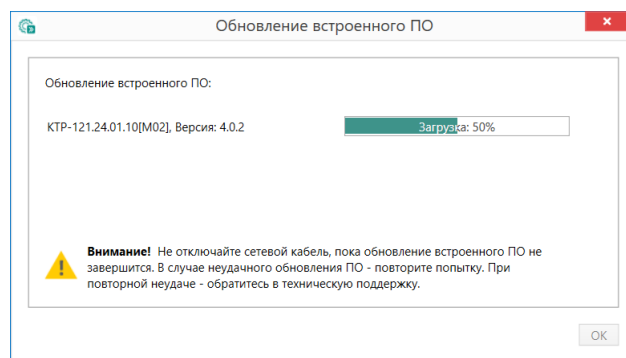 Обновление встроенного ПО
Обновление встроенного ПО:
КТР-121.24.01.10[М02], Версия: 4.0.2
Загрузка: 50%
Внимание! Не отключайте сетевой кабель, пока обновление встроенного ПО не
завершится. В случае неудачного обновления ПО - повторите попытку. При
повторной неудаче - обратитесь в техническую поддержку.
OK